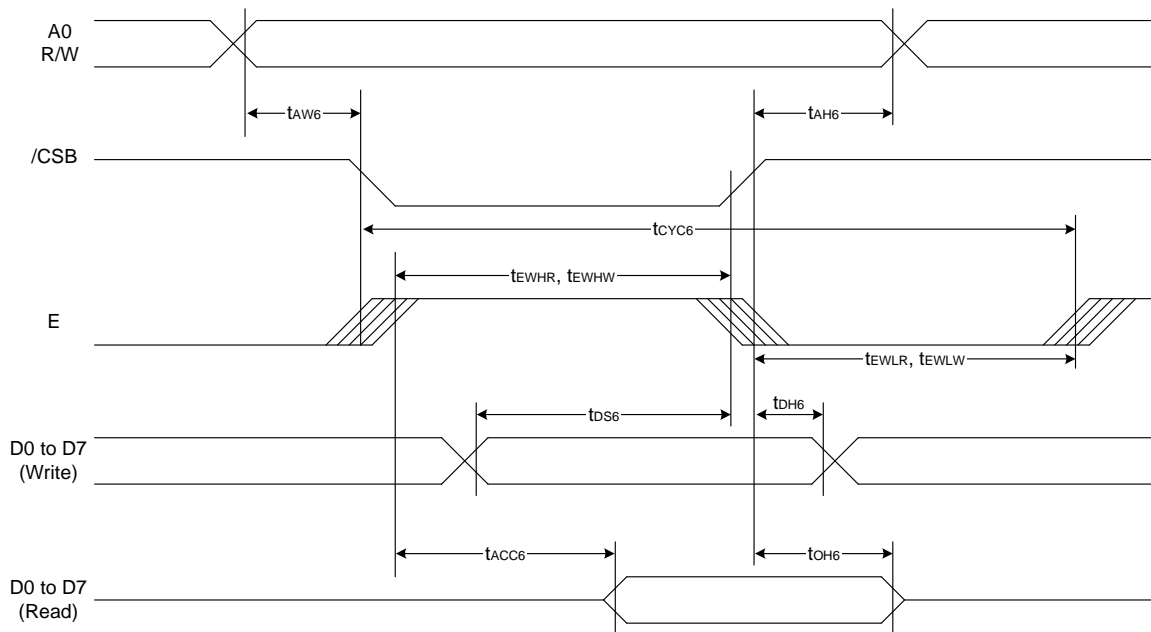 A0
R/W
tAW6
tAH6
/CSB
tCYC6
tEWHR, tEWHW
E
tEWLR, tEWLW
tDH6
tDS6
D0 to D7
(Write)
tACC6
tOH6
D0 to D7
(Read)